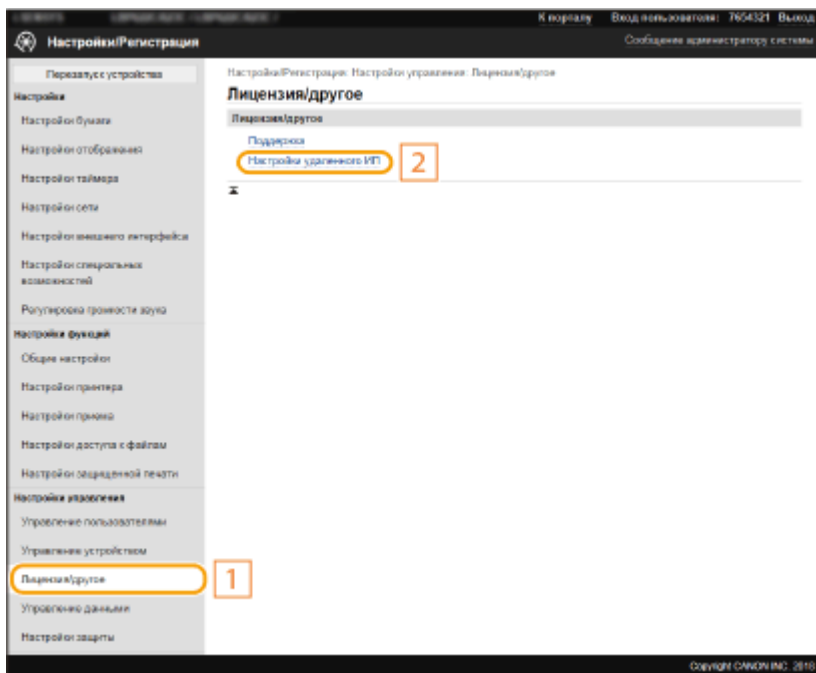 К порталу Вход пользователя: 7654321 Выход
Настройки/Регистрация
Сообщение администратору системы
Перезапуск устройства
Настройки
Настройки бумаги
Настройки отображения
Настройки таймера
Настройки сети
Настройки внешнего интерфейса
Настройки специальных
возможностей
Регулировка громкости звука
Настройки функций
Общие настройки
Настройки принтера
Настройки приема
Настройки доступа к файлам
Настройки защищенной печати
Настройки управления
Управление пользователями
Управление устройством
Лицензия/другое
1
Управление данными
Настройки защиты
Настройки/Регистрация: Настройки управления: Лицензия/другое
Лицензия/другое
Лицензия/другое
Поддержка
Настройки удаленного ИП
2
Copyright CANON INC. 2018